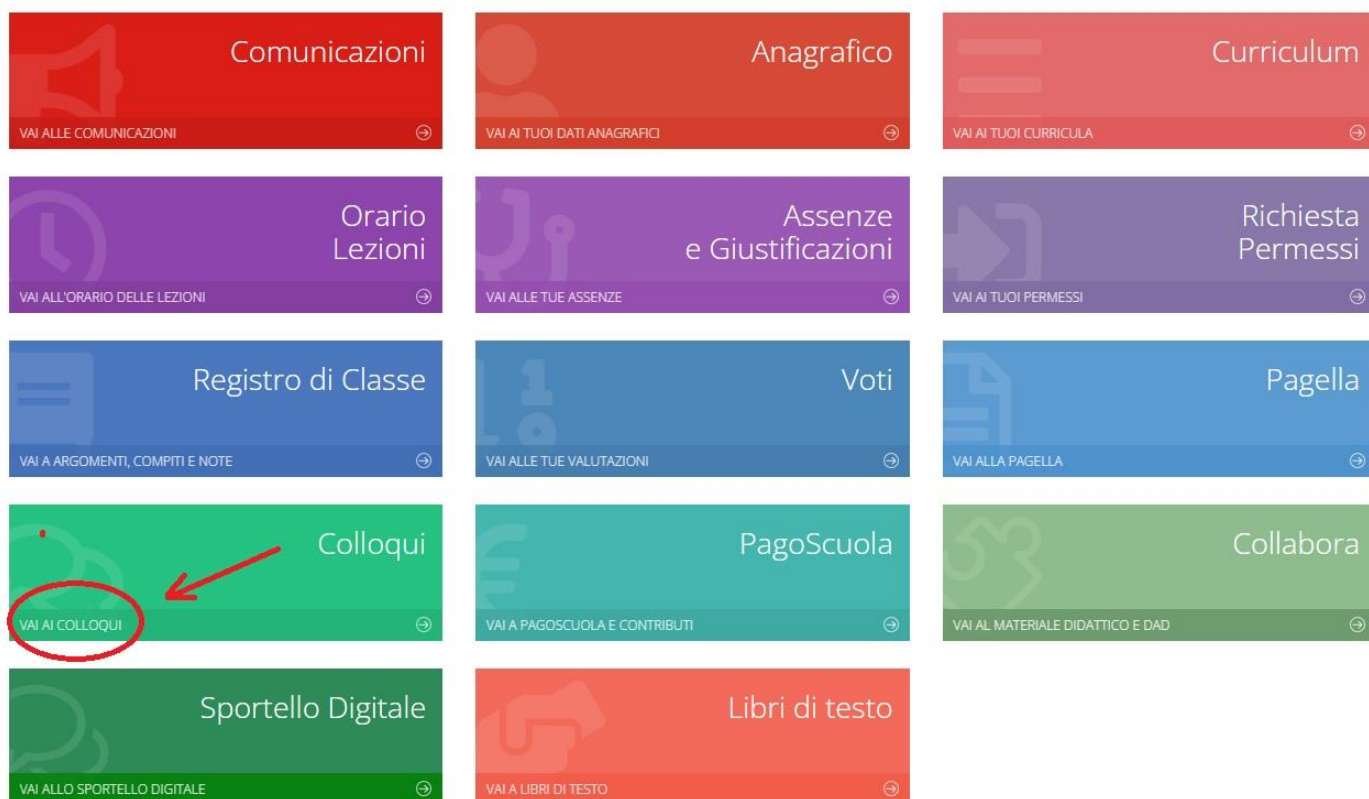 Comunicazioni
VAI ALLE COMUNICAZIONI
Anagrafico
VAI AI TUOI DATI ANAGRAFICI
Curriculum
VAI AI TUOI CURRICULA
Orario
Lezioni
VAI ALL'ORARIO DELLE LEZIONI
Assenze
e Giustificazioni
VAI ALLE TUE ASSENZE
Richiesta
Permessi
VAI AI TUOI PERMESSI
Registro di Classe
VAI A ARGOMENTI, COMPITI E NOTE
Voti
VAI ALLE TUE VALUTAZIONI
Pagella
VAI ALLA PAGELLA
Colloqui
VAI AI COLLOQUI
PagoScuola
VAI A PAGOSCUOLA E CONTRIBUTI
Collabora
VAI AL MATERIALE DIDATTICO E DAD
Sportello Digitale
VAI ALLO SPORTELLO DIGITALE
Libri di testo
VAI A LIBRI DI TESTO